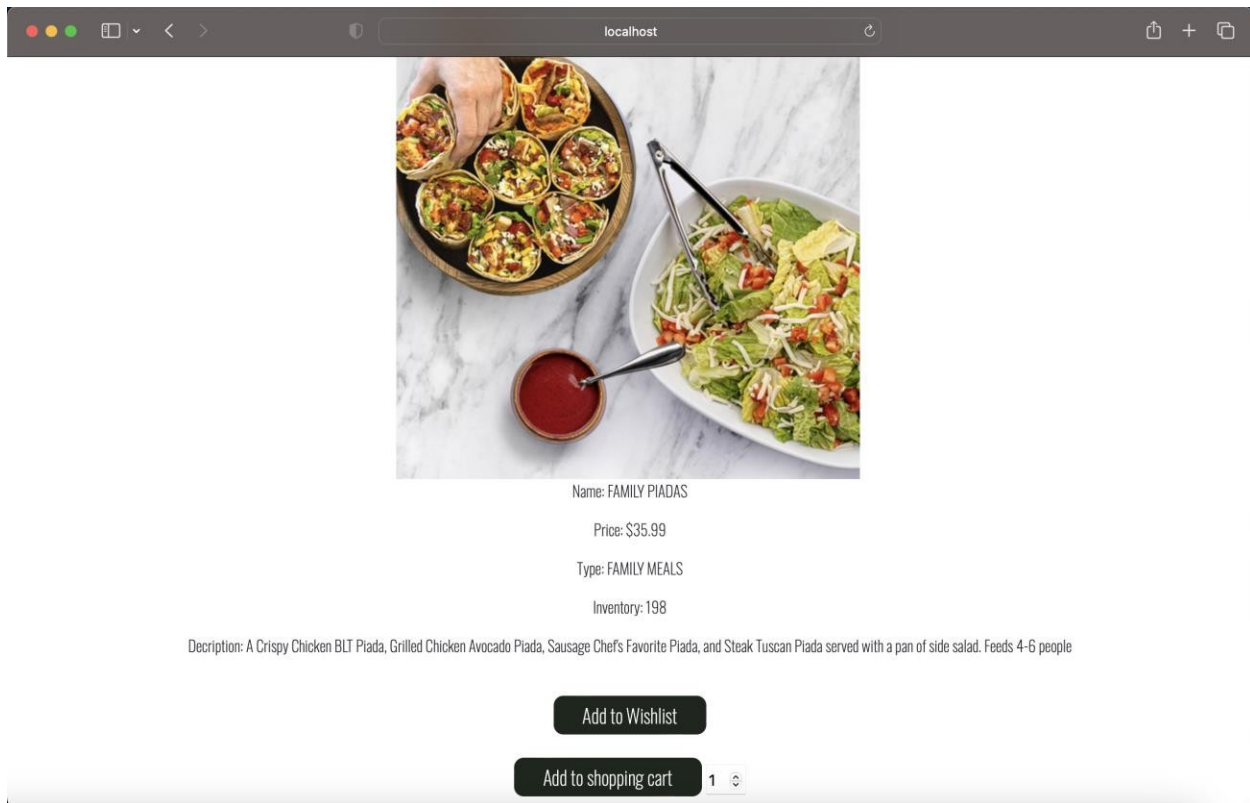 localhost
Name: FAMILY PIADAS
Price: $35.99
Type: FAMILY MEALS
Inventory: 198
Decription: A Crispy Chicken BLT Piada, Grilled Chicken Avocado Piada, Sausage Chef's Favorite Piada, and Steak Tuscan Piada served with a pan of side salad. Feeds 4-6 people
Add to Wishlist
Add to shopping cart 1